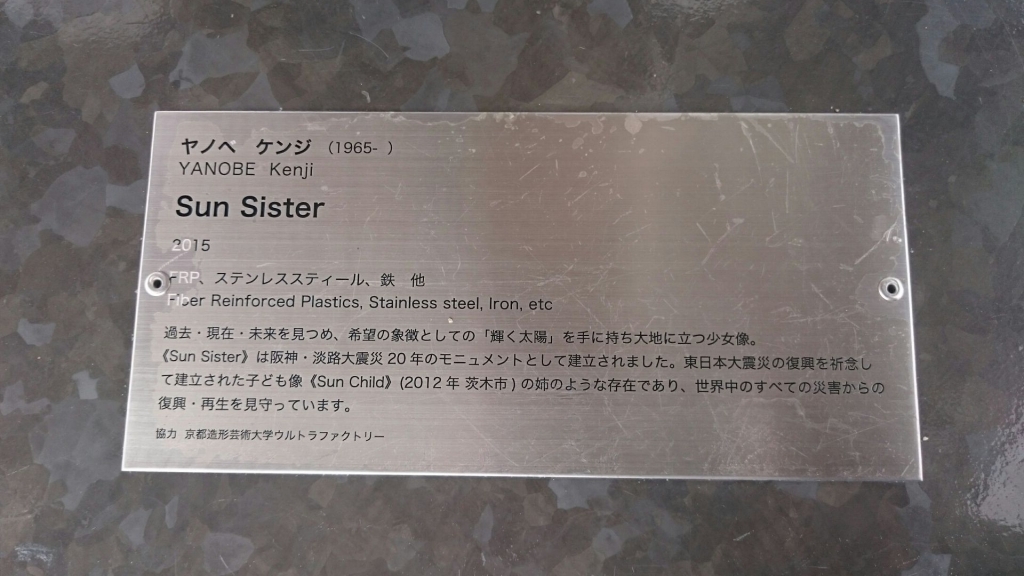 ヤノベ ケンジ (1965- )
YANOBE Kenji
Sun Sister
2015
FRP、ステンレススティール、鉄 他
Fiber Reinforced Plastics, Stainless steel, Iron, etc
過去・現在・未来を見つめ、希望の象徴としての「輝く太陽」を手に持ち大地に立つ少女像。
《Sun Sister》は阪神・淡路大震災 20 年のモニュメントとして建立されました。東日本大震災の復興を祈念し
て建立された子ども像《Sun Child》(2012 年 茨木市 ) の姉のような存在であり、世界中のすべての災害からの
復興・再生を見守っています。
協力 京都造形芸術大学ウルトラファクトリー